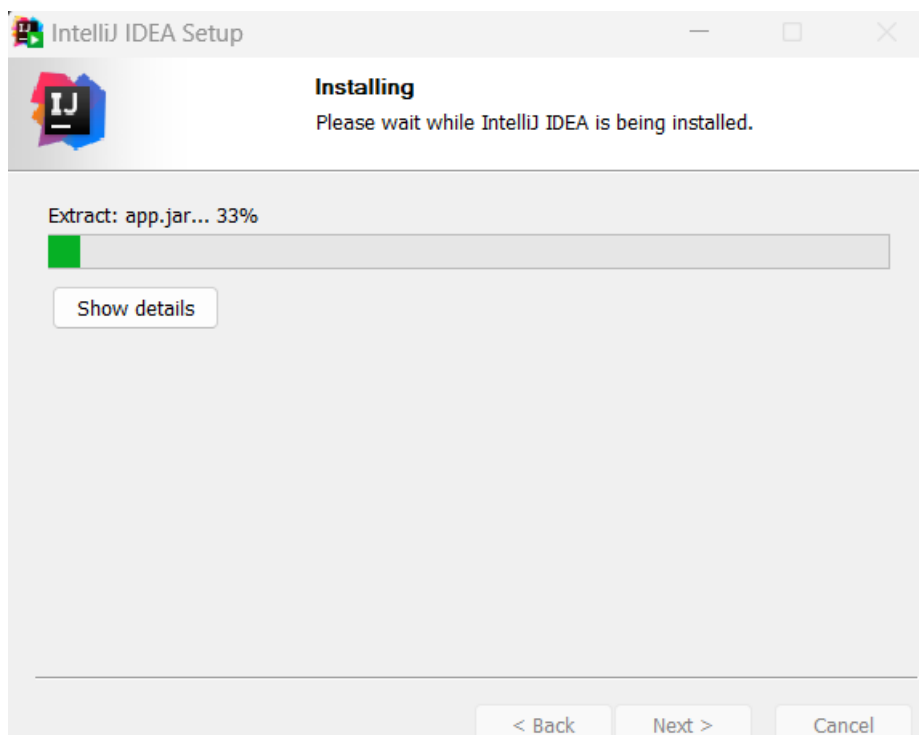 IntelliJ IDEA Setup
IJ
Installing
Please wait while IntelliJ IDEA is being installed.
Extract: app.jar... 33%
Show details
< Back
Next >
Cancel